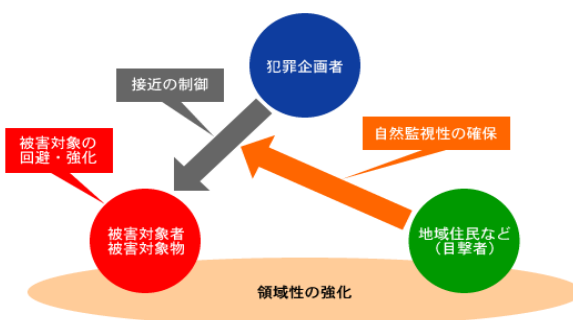 犯罪企画者
接近の制御
自然監視性の確保
被害対象の
回避・強化
被害対象者
被害対象物
地域住民など
（目撃者）
領域性の強化